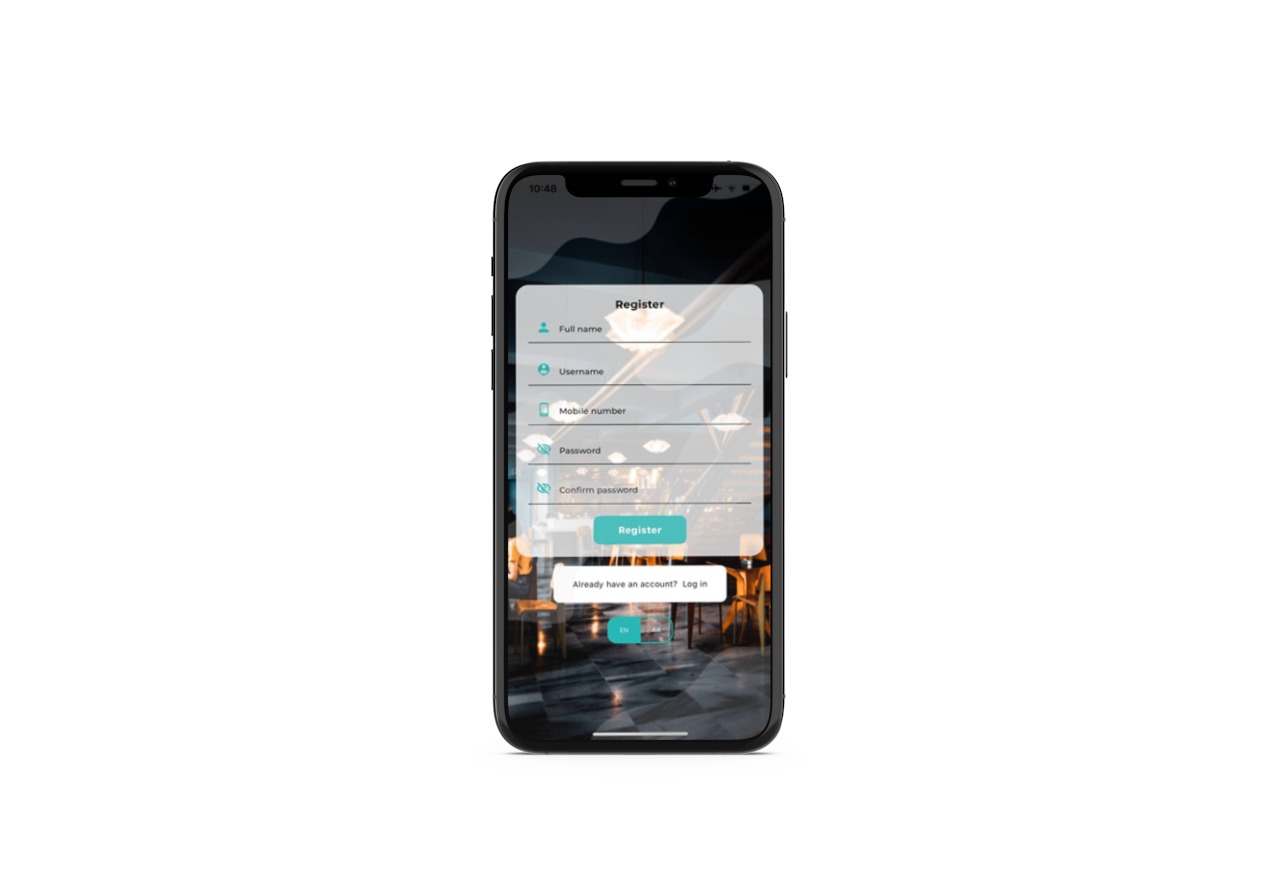 10:48
Register
Full name
Username
Mobile number
Password
Confirm password
Register
Already have an account? Log in
EN
AR